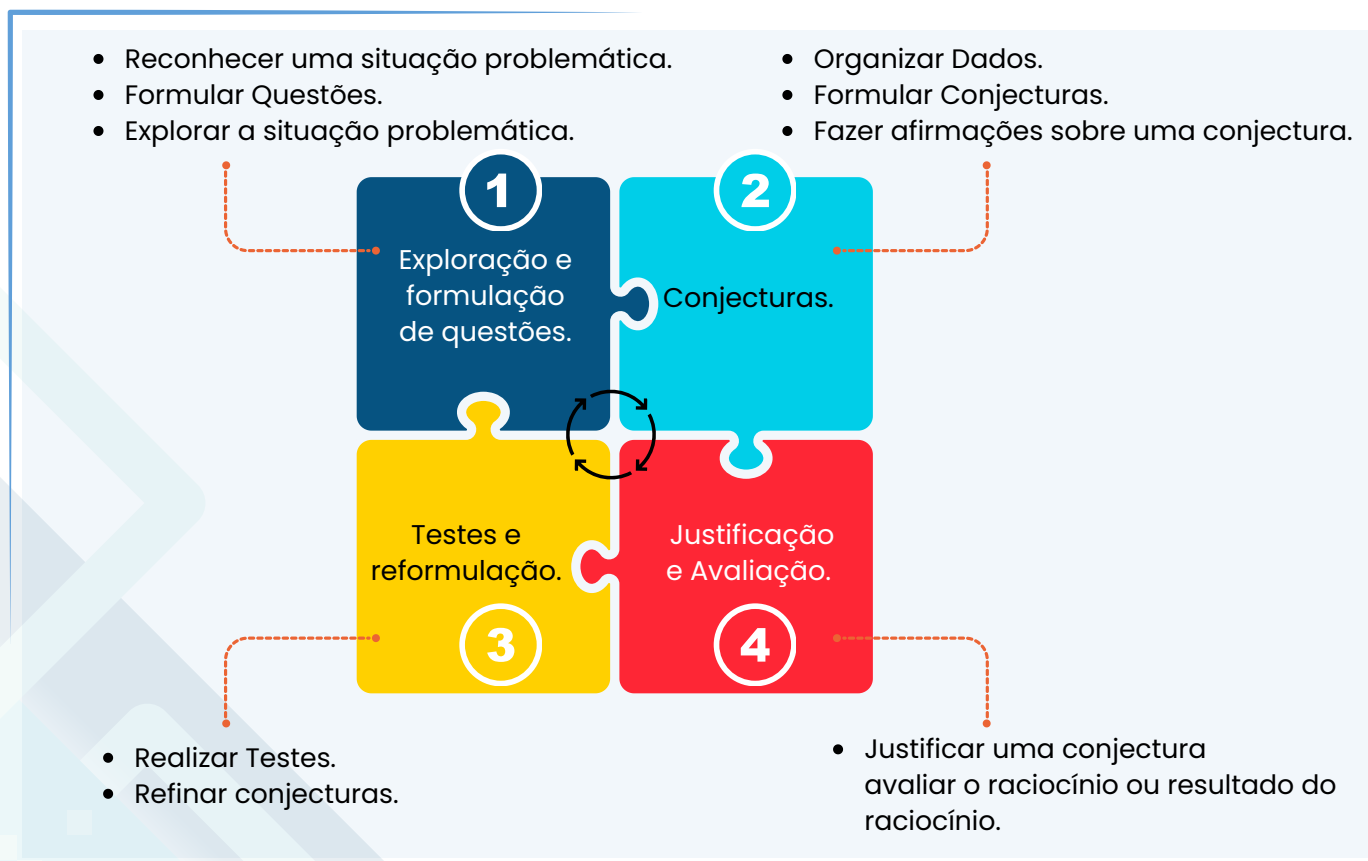 • Reconhecer uma situação problemática.
• Formular Questões.
• Explorar a situação problemática.
• Organizar Dados.
• Formular Conjecturas.
• Fazer afirmações sobre uma conjectura.
1
Exploração e
formulação
de questões.
2
Conjecturas.
Testes e
reformulação.
3
Justificação
e Avaliação.
4
• Realizar Testes.
• Refinar conjecturas.
• Justificar uma conjectura
avaliar o raciocínio ou resultado do
raciocínio.